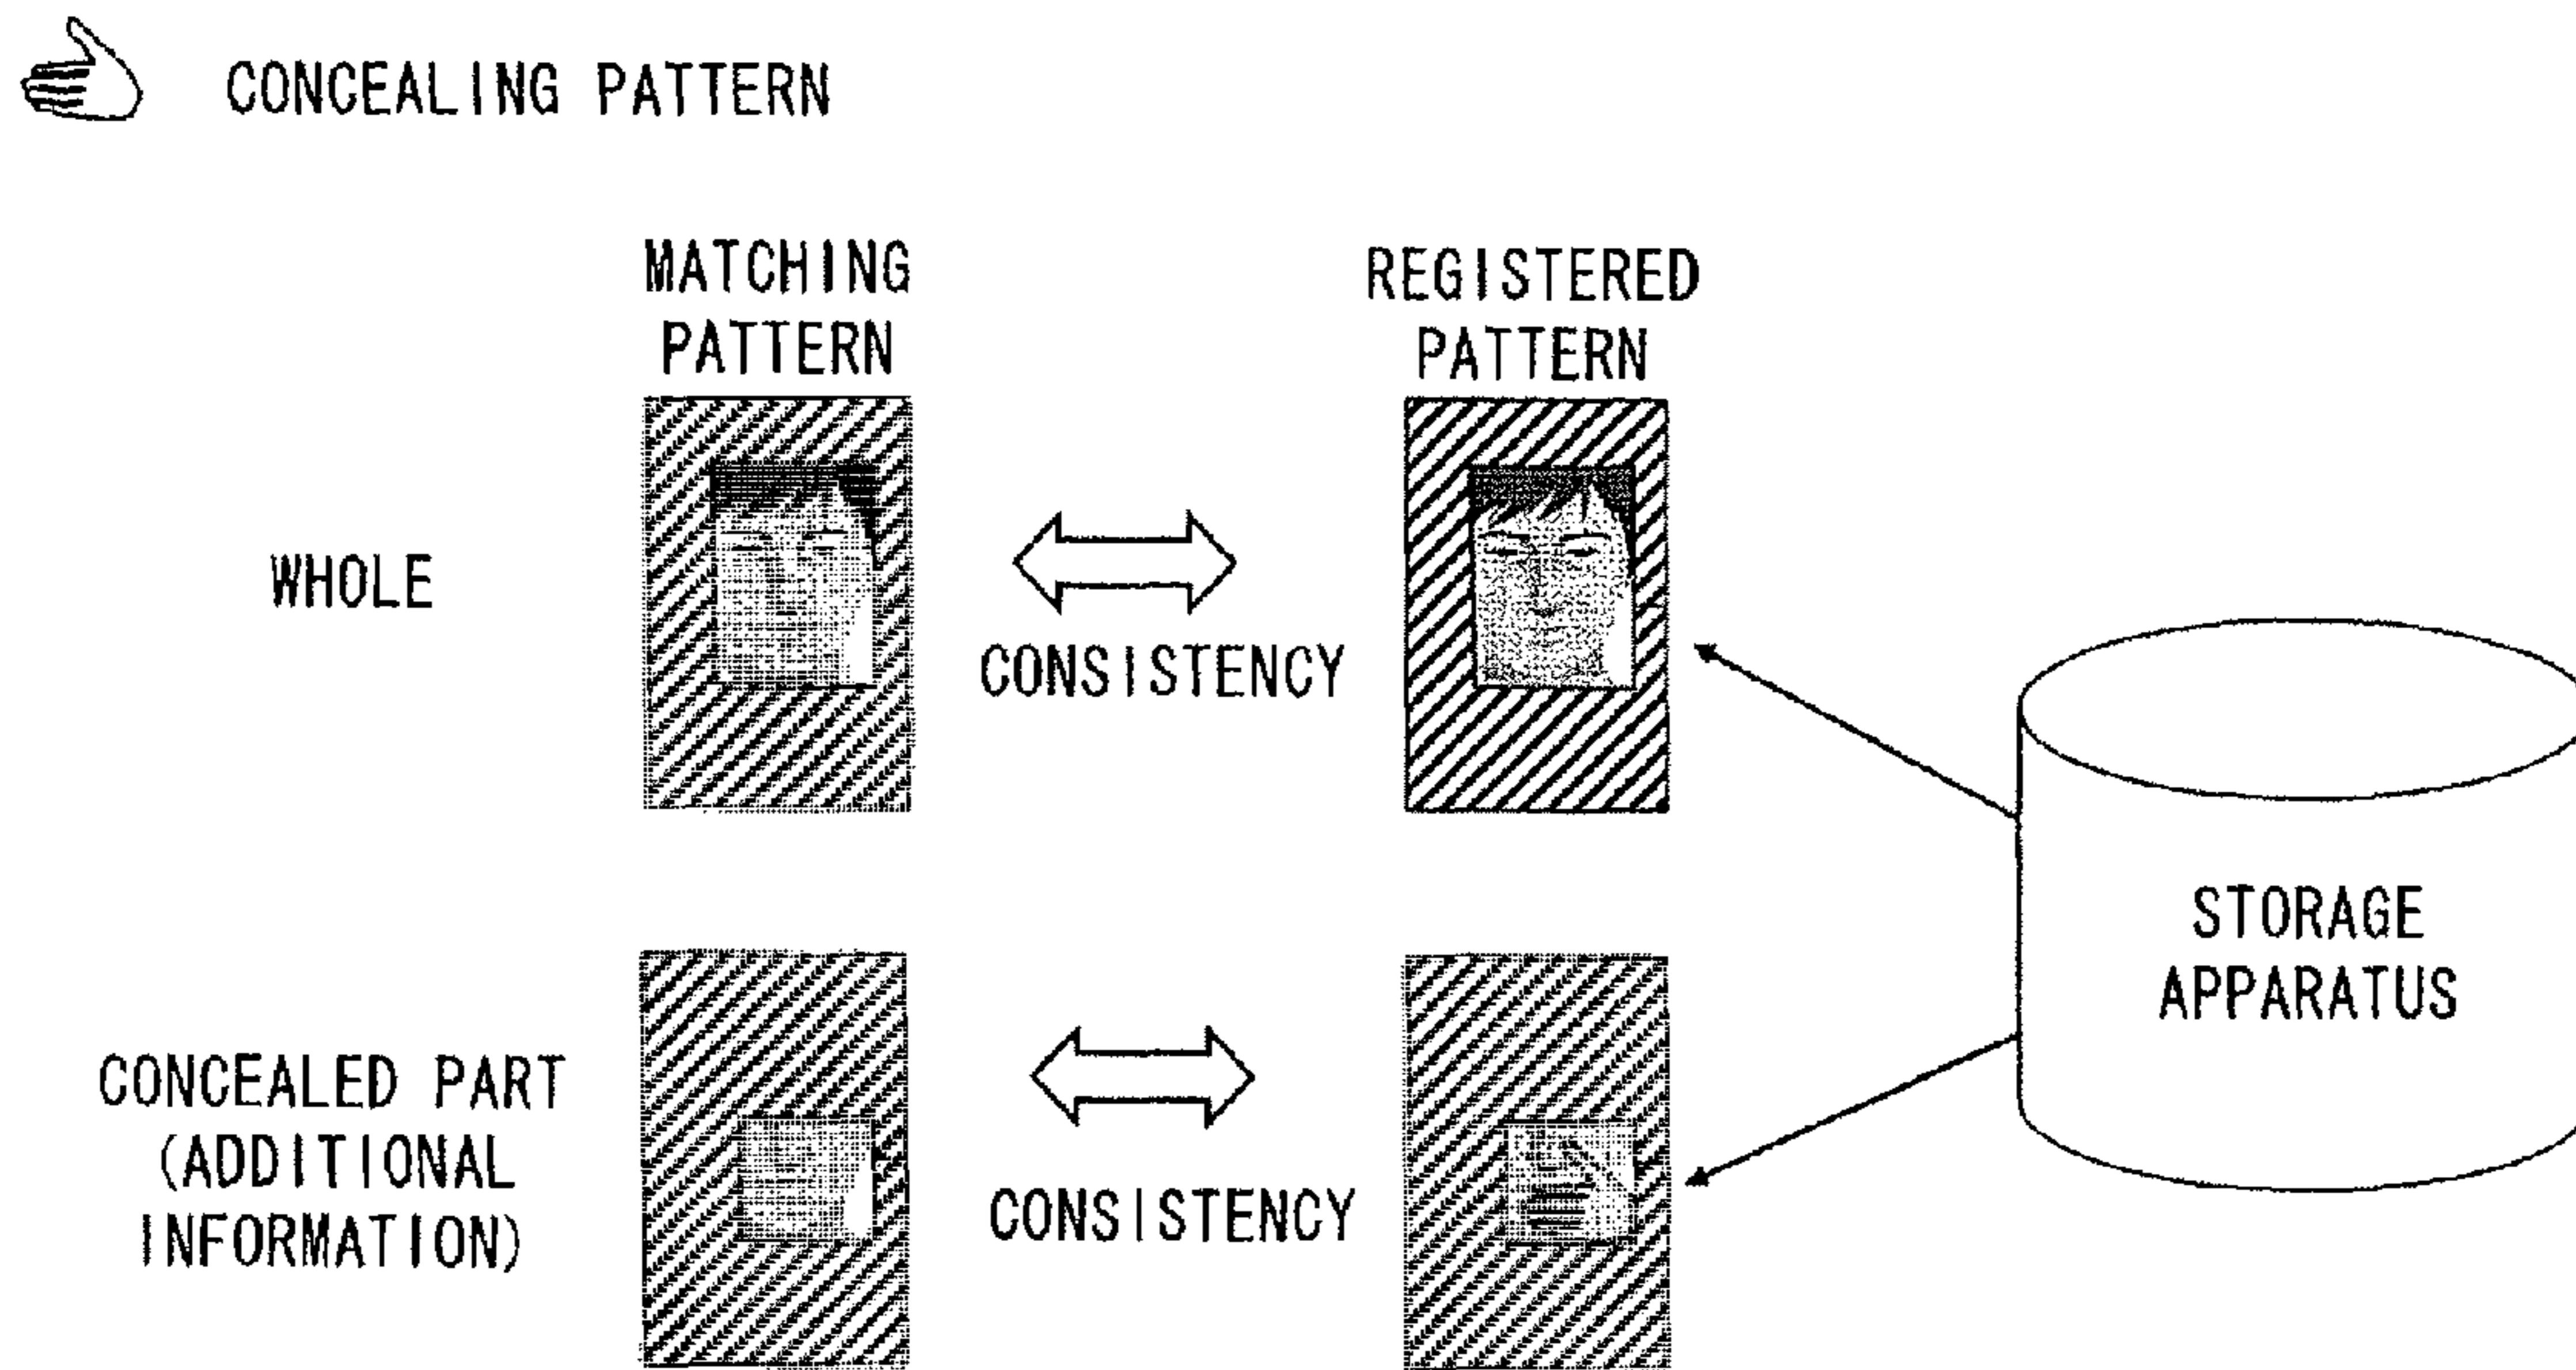 CONCEALING PATTERN
MATCHING
PATTERN
REGISTERED
PATTERN
WHOLE
CONSISTENCY
STORAGE
APPARATUS
CONCEALED PART
(ADDITIONAL
INFORMATION)
CONSISTENCY